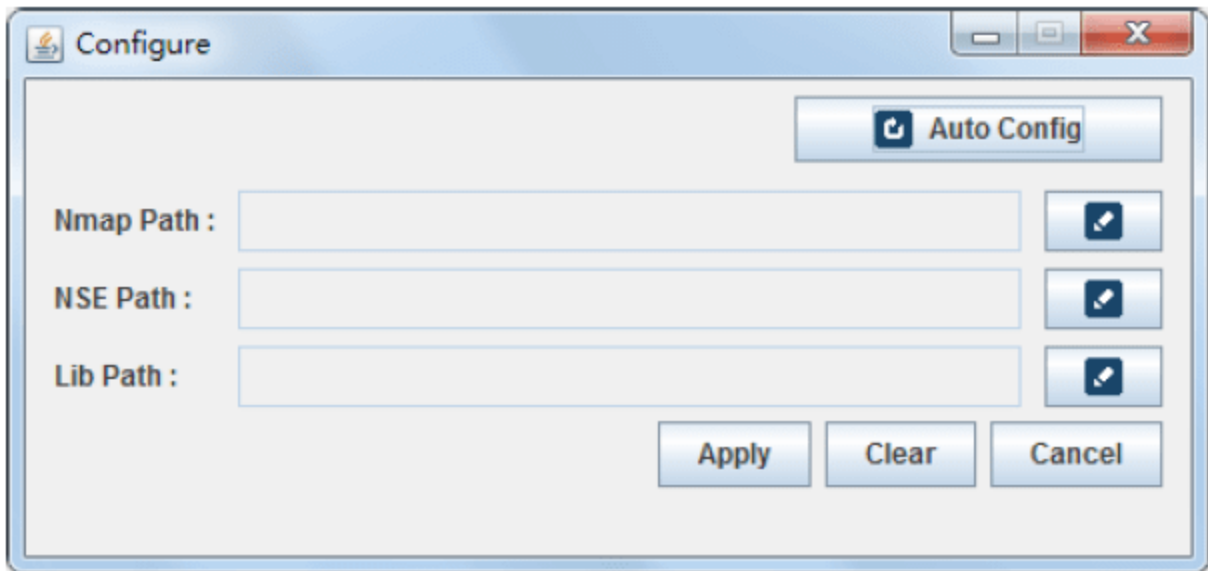 Configure
Auto Config
Nmap Path :
NSE Path :
Lib Path :
Apply Clear Cancel